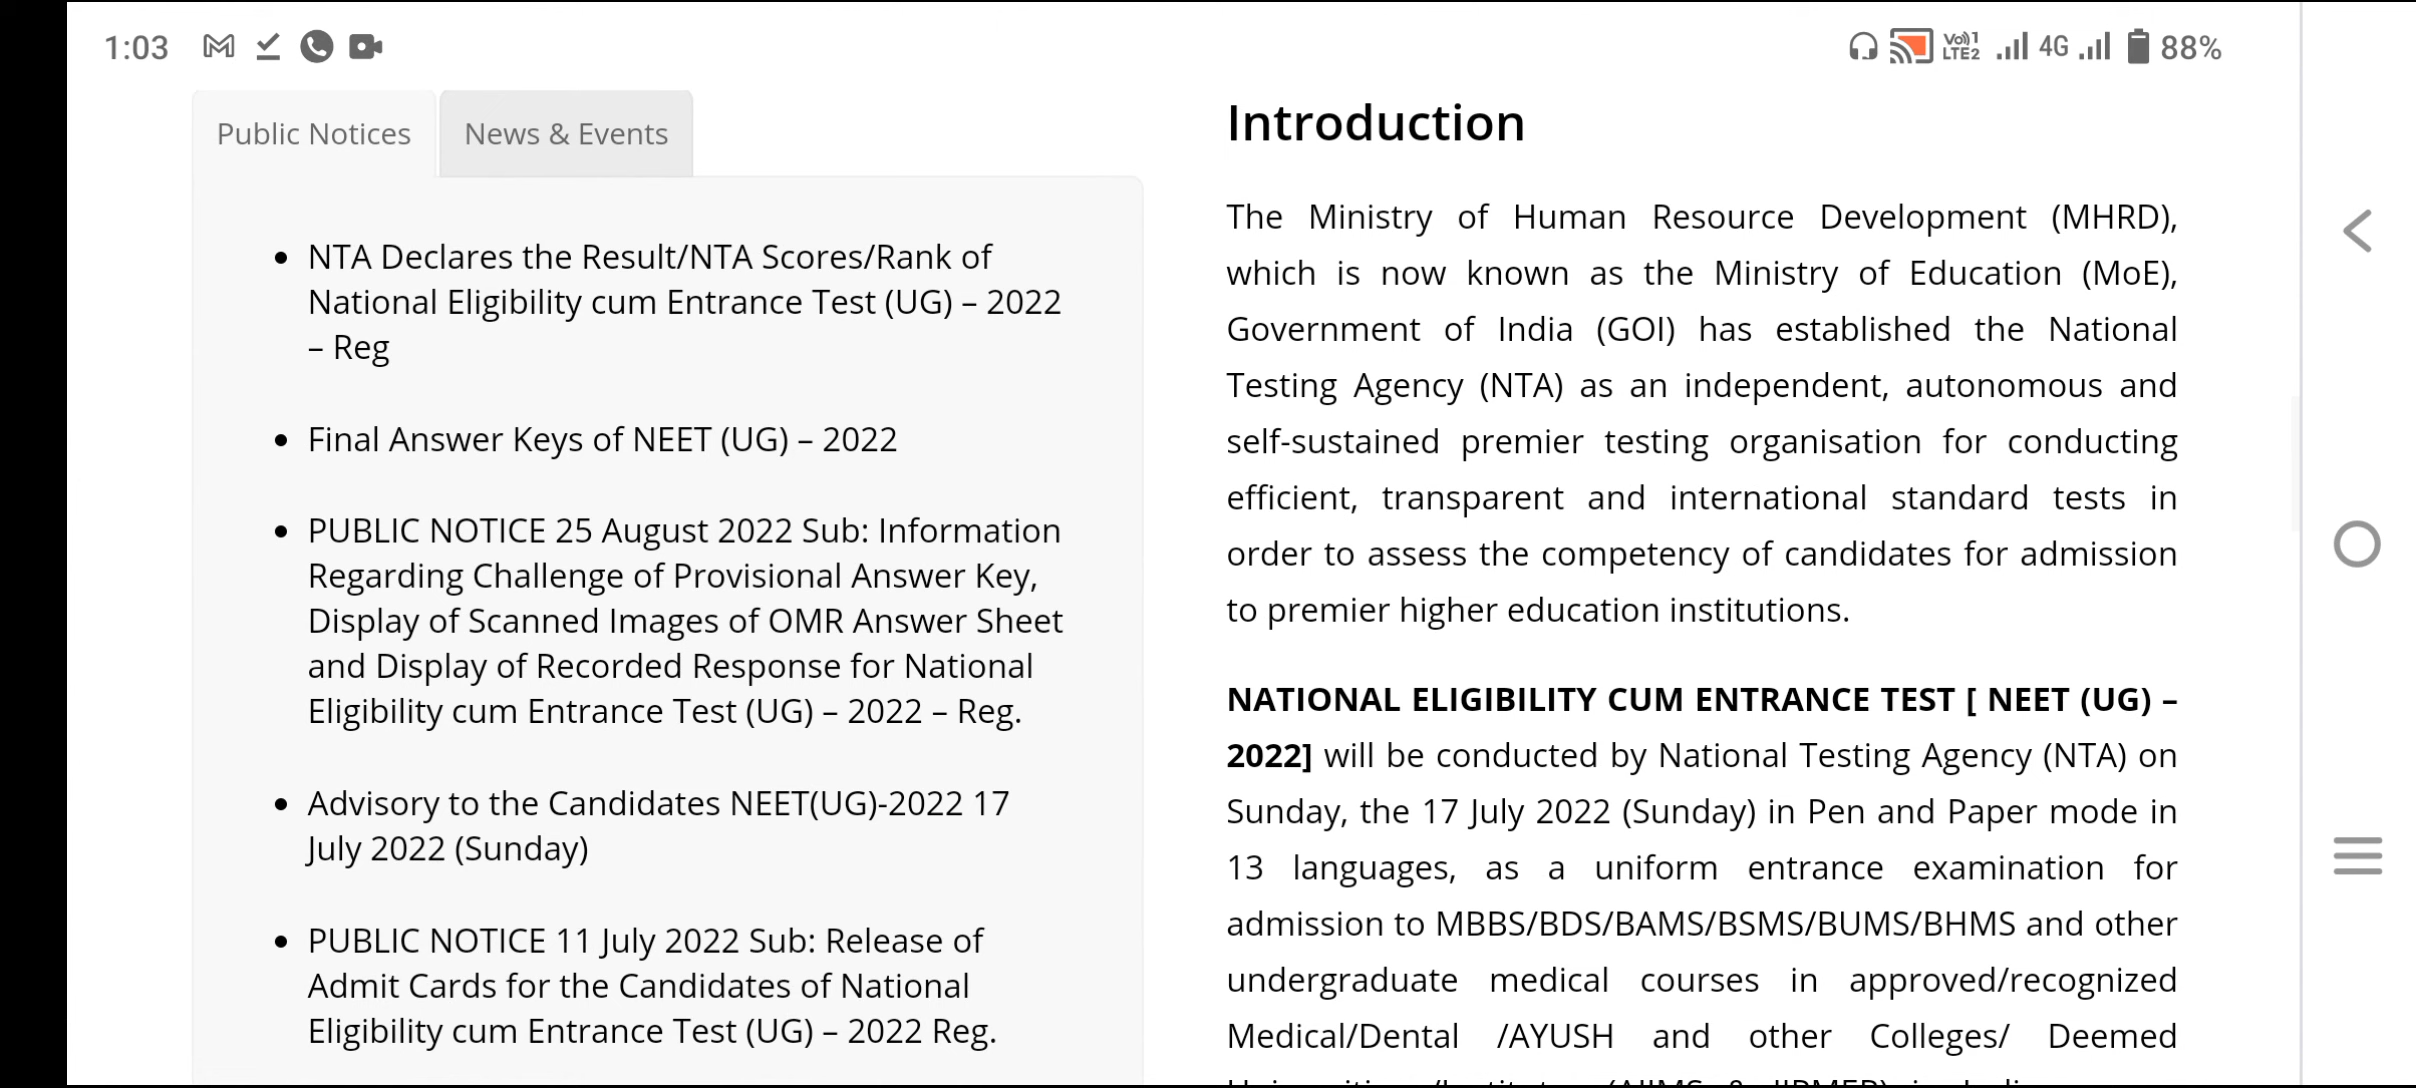 1:03
Vo)) 1
LTE2
4G
88%
Public Notices
News & Events
• NTA Declares the Result/NTA Scores/Rank of
National Eligibility cum Entrance Test (UG) – 2022
– Reg
• Final Answer Keys of NEET (UG) – 2022
• PUBLIC NOTICE 25 August 2022 Sub: Information
Regarding Challenge of Provisional Answer Key,
Display of Scanned Images of OMR Answer Sheet
and Display of Recorded Response for National
Eligibility cum Entrance Test (UG) – 2022 – Reg.
• Advisory to the Candidates NEET(UG)-2022 17
July 2022 (Sunday)
• PUBLIC NOTICE 11 July 2022 Sub: Release of
Admit Cards for the Candidates of National
Eligibility cum Entrance Test (UG) – 2022 Reg.
Introduction
The Ministry of Human Resource Development (MHRD),
which is now known as the Ministry of Education (MoE),
Government of India (GOI) has established the National
Testing Agency (NTA) as an independent, autonomous and
self-sustained premier testing organisation for conducting
efficient, transparent and international standard tests in
order to assess the competency of candidates for admission
to premier higher education institutions.
NATIONAL ELIGIBILITY CUM ENTRANCE TEST [ NEET (UG) –
2022] will be conducted by National Testing Agency (NTA) on
Sunday, the 17 July 2022 (Sunday) in Pen and Paper mode in
13 languages, as a uniform entrance examination for
admission to MBBS/BDS/BAMS/BSMS/BUMS/BHMS and other
undergraduate medical courses in approved/recognized
Medical/Dental /AYUSH and other Colleges/ Deemed